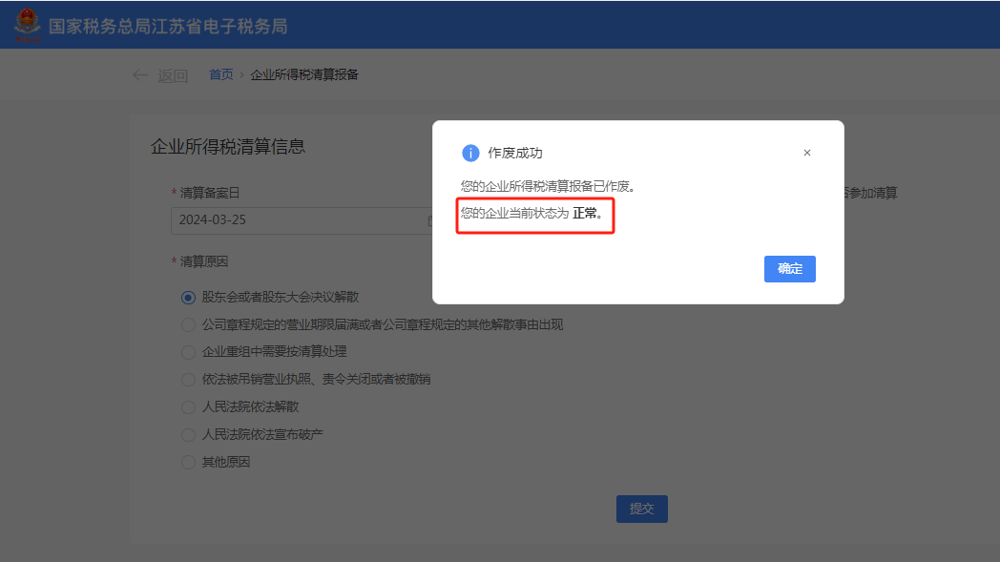 国家税务总局江苏省电子税务局
返回 首页 › 企业所得税清算报备
企业所得税清算信息
* 清算备案日
参加清算
2024-03-25
* 清算原因
股东会或者股东大会决议解散
公司章程规定的营业期限届满或者公司章程规定的其他解散事由出现
企业重组中需要按清算处理
依法被吊销营业执照、责令关闭或者被撤销
人民法院依法解散
人民法院依法宣布破产
其他原因
提交
作废成功
您的企业所得税清算报备已作废。
您的企业当前状态为 正常。
确定